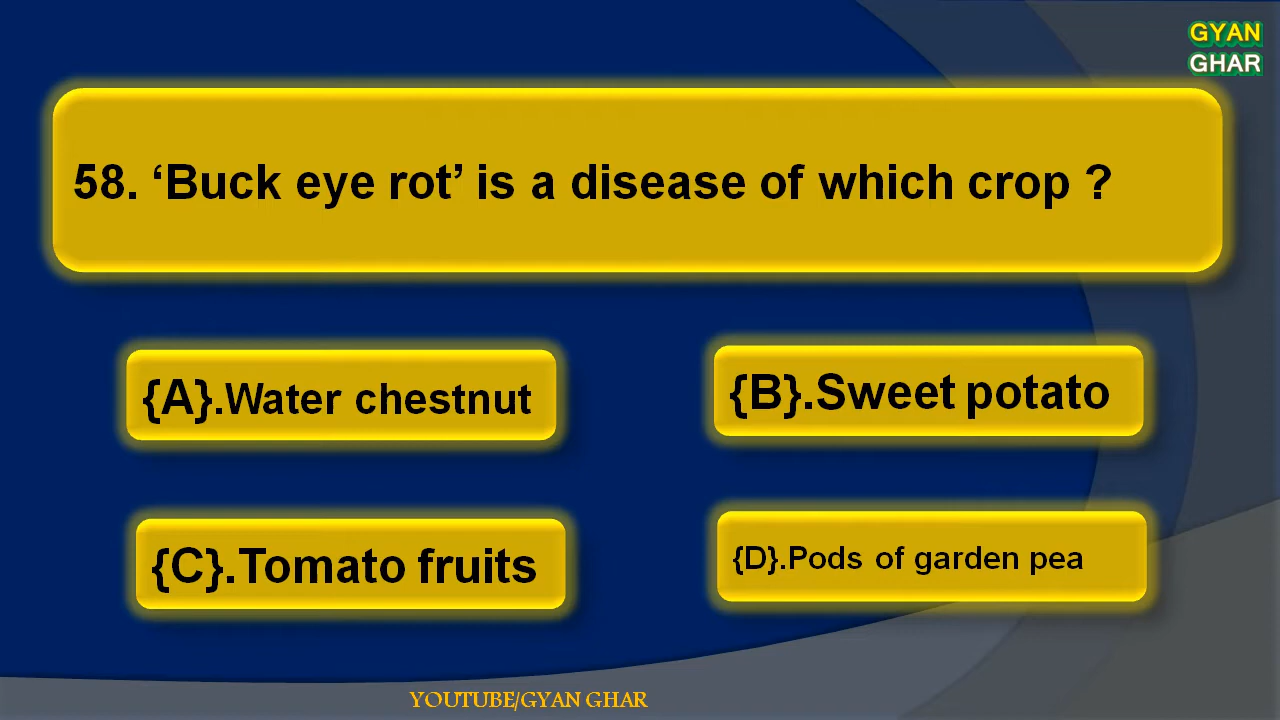 GYAN
GHAR
58. ‘Buck eye rot’ is a disease of which crop ?
{A}.Water chestnut
{B}.Sweet potato
{C}.Tomato fruits
{D}.Pods of garden pea
YOUTUBE/GYAN GHAR